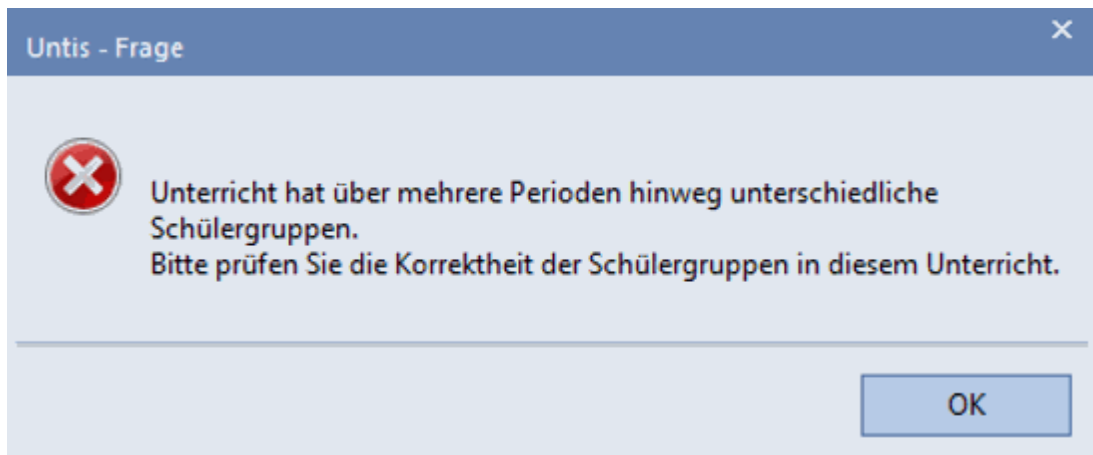 Untis - Frage
Unterricht hat über mehrere Perioden hinweg unterschiedliche
Schülergruppen.
Bitte prüfen Sie die Korrektheit der Schülergruppen in diesem Unterricht.
OK